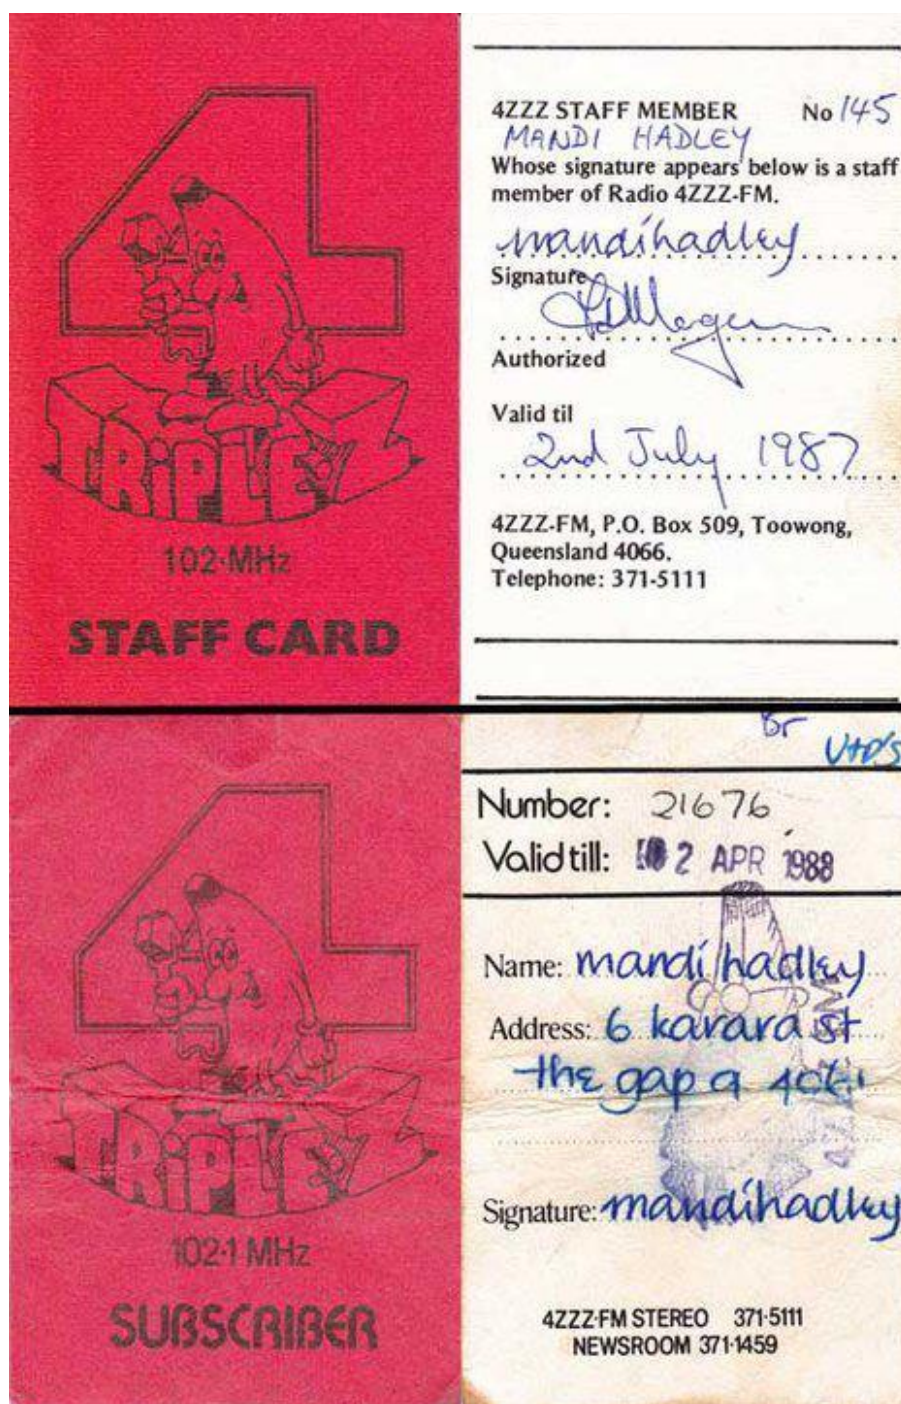 4
TRIPLE Z
102·MHz
STAFF CARD
4ZZZ STAFF MEMBER No 145
MANDI HADLEY
Whose signature appears below is a staff
member of Radio 4ZZZ-FM.
mandihadley
Signature
Authorized
Valid til
2nd July 1987
4ZZZ-FM, P.O. Box 509, Toowong,
Queensland 4066.
Telephone: 371-5111
4
TRIPLE Z
102·1 MHz
SUBSCRIBER
Number: 21676
Valid till: 2 APR 1988
Name: mandi hadley
Address: 6 karara st
the gap q 4061
Signature: mandihadley
4ZZZ·FM STEREO 371·5111
NEWSROOM 371·1459